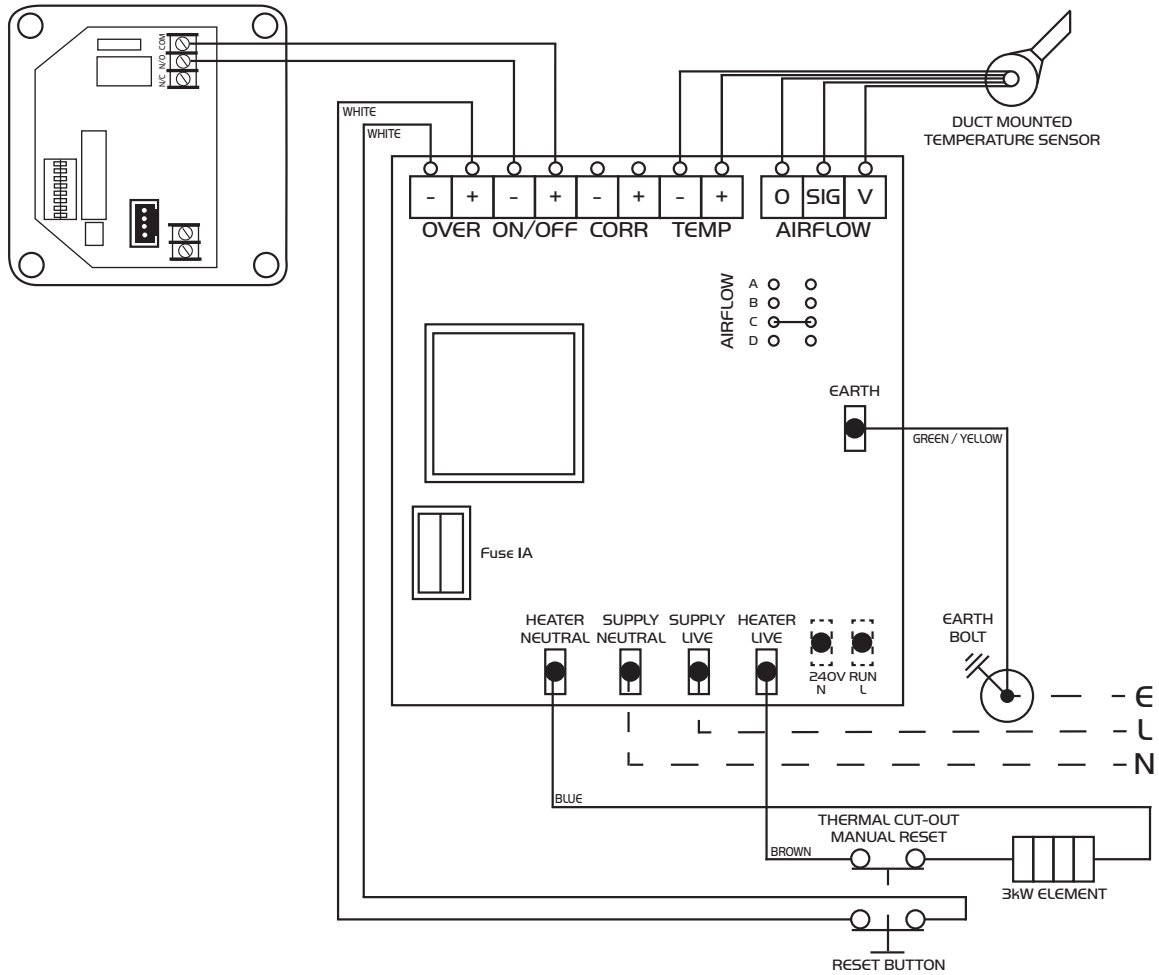 COM
N/O
N/C
WHITE
WHITE
DUCT MOUNTED
TEMPERATURE SENSOR
- + - + - + - + O SIG V
OVER ON/OFF CORR TEMP AIRFLOW
AIRFLOW
A
B
C
D
EARTH
GREEN / YELLOW
Fuse 1A
HEATER
NEUTRAL
SUPPLY
NEUTRAL
SUPPLY
LIVE
HEATER
LIVE
240V RUN
N L
EARTH
BOLT
E
L
N
BLUE
THERMAL CUT-OUT
MANUAL RESET
BROWN
3kW ELEMENT
RESET BUTTON